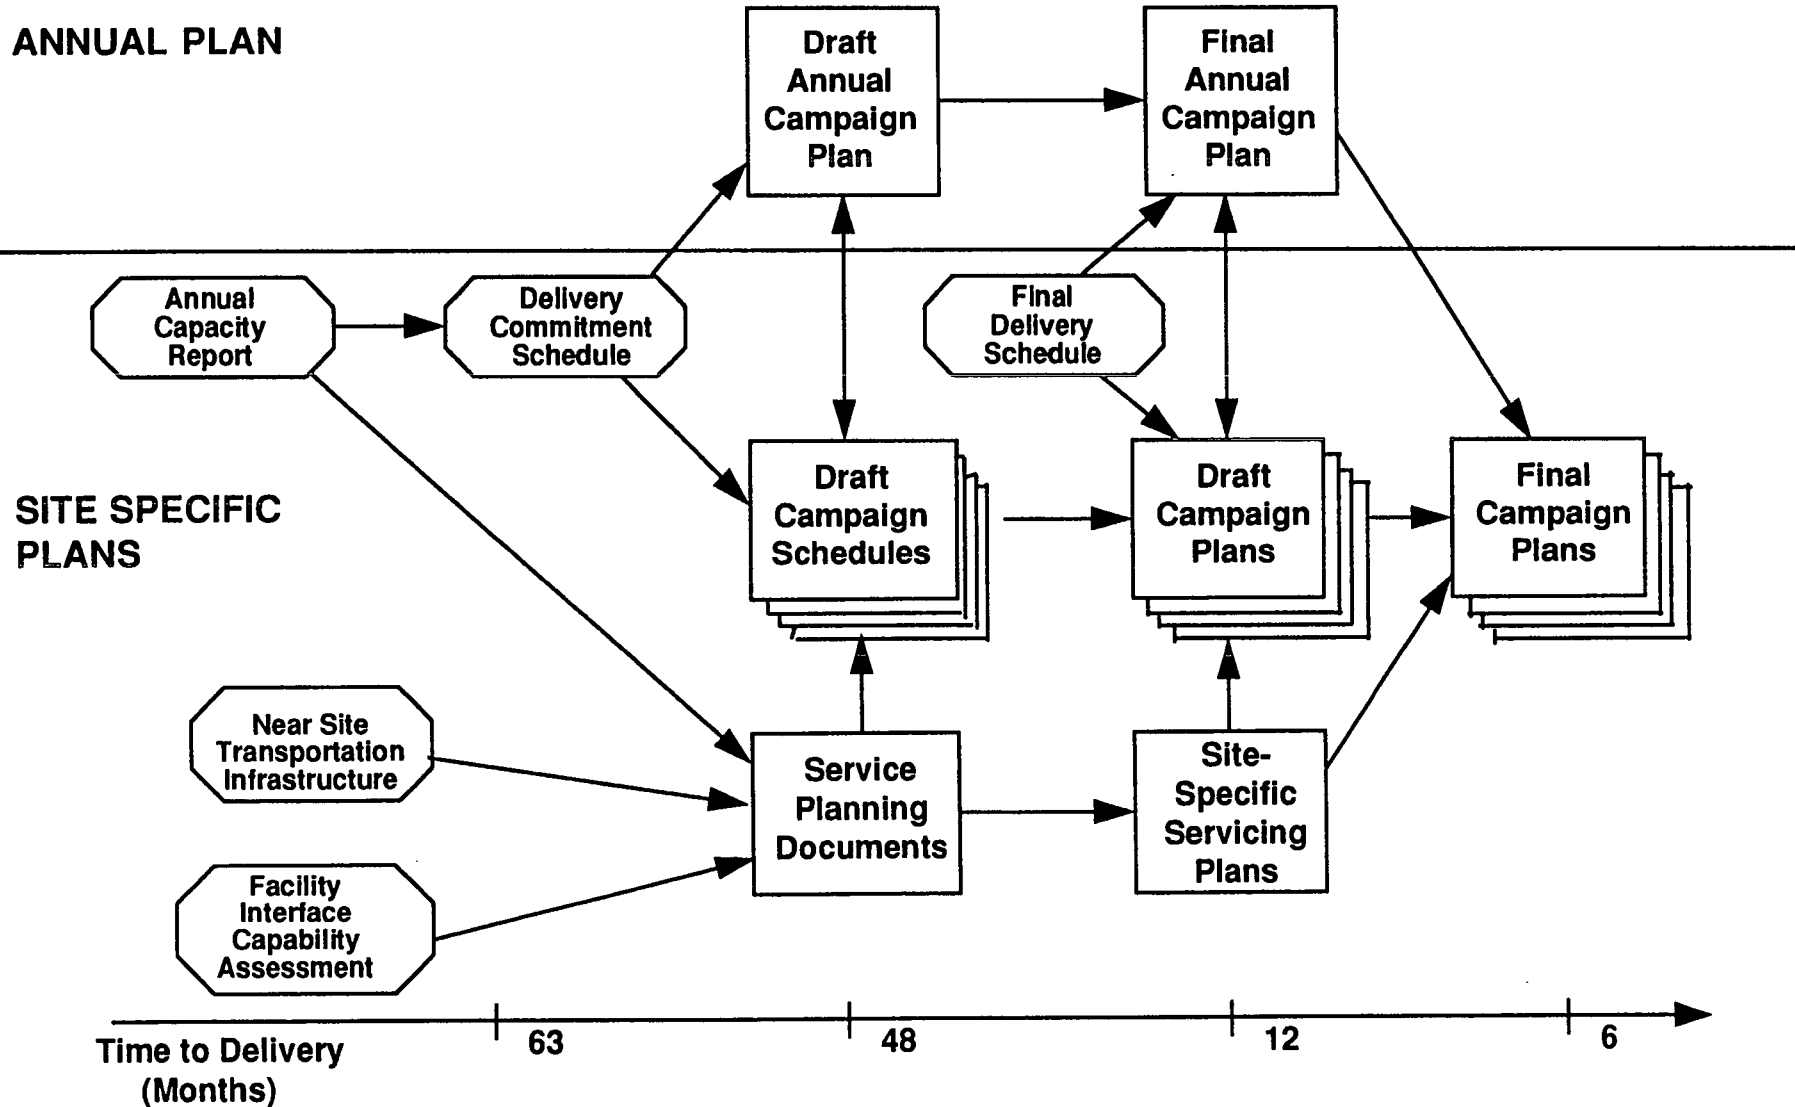 ANNUAL PLAN
Draft
Annual
Campaign
Plan
Final
Annual
Campaign
Plan
Annual
Capacity
Report
Delivery
Commitment
Schedule
Final
Delivery
Schedule
SITE SPECIFIC
PLANS
Draft
Campaign
Schedules
Draft
Campaign
Plans
Final
Campaign
Plans
Near Site
Transportation
Infrastructure
Service
Planning
Documents
Site-
Specific
Servicing
Plans
Facility
Interface
Capability
Assessment
Time to Delivery
(Months)
63
48
12
6